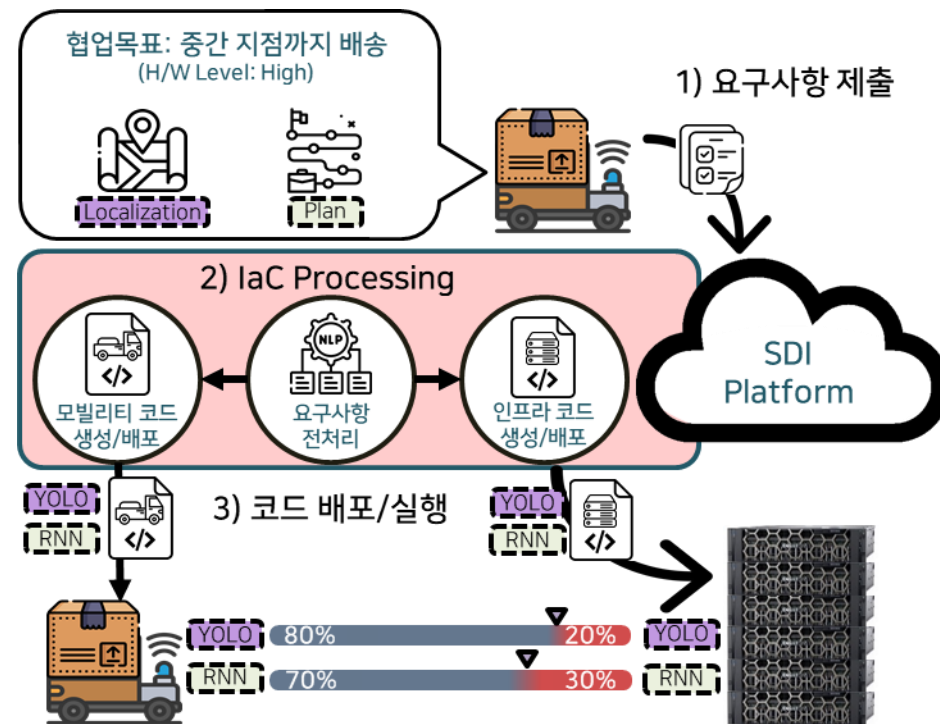 협업목표: 중간 지점까지 배송
(H/W Level: High)
Localization
Plan
1) 요구사항 제출
2) IaC Processing
</>
모빌리티 코드
생성/배포
NLP
요구사항
전처리
</>
인프라 코드
생성/배포
SDI
Platform
YOLO
RNN
</>
3) 코드 배포/실행
YOLO
RNN
</>
YOLO
80%
20%
YOLO
RNN
70%
30%
RNN